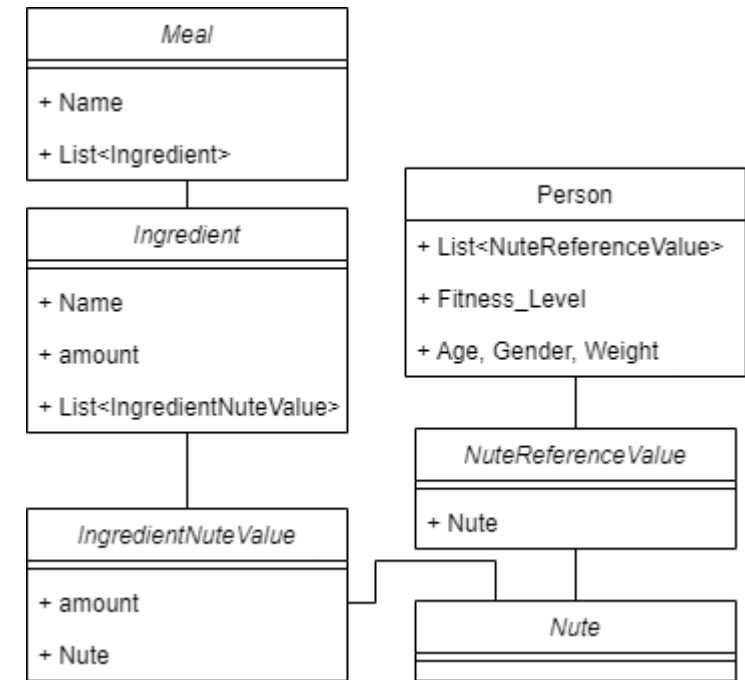 Meal
+ Name
+ List<Ingredient>
Ingredient
+ Name
+ amount
+ List<IngredientNuteValue>
IngredientNuteValue
+ amount
+ Nute
Person
+ List<NuteReferenceValue>
+ Fitness_Level
+ Age, Gender, Weight
NuteReferenceValue
+ Nute
Nute